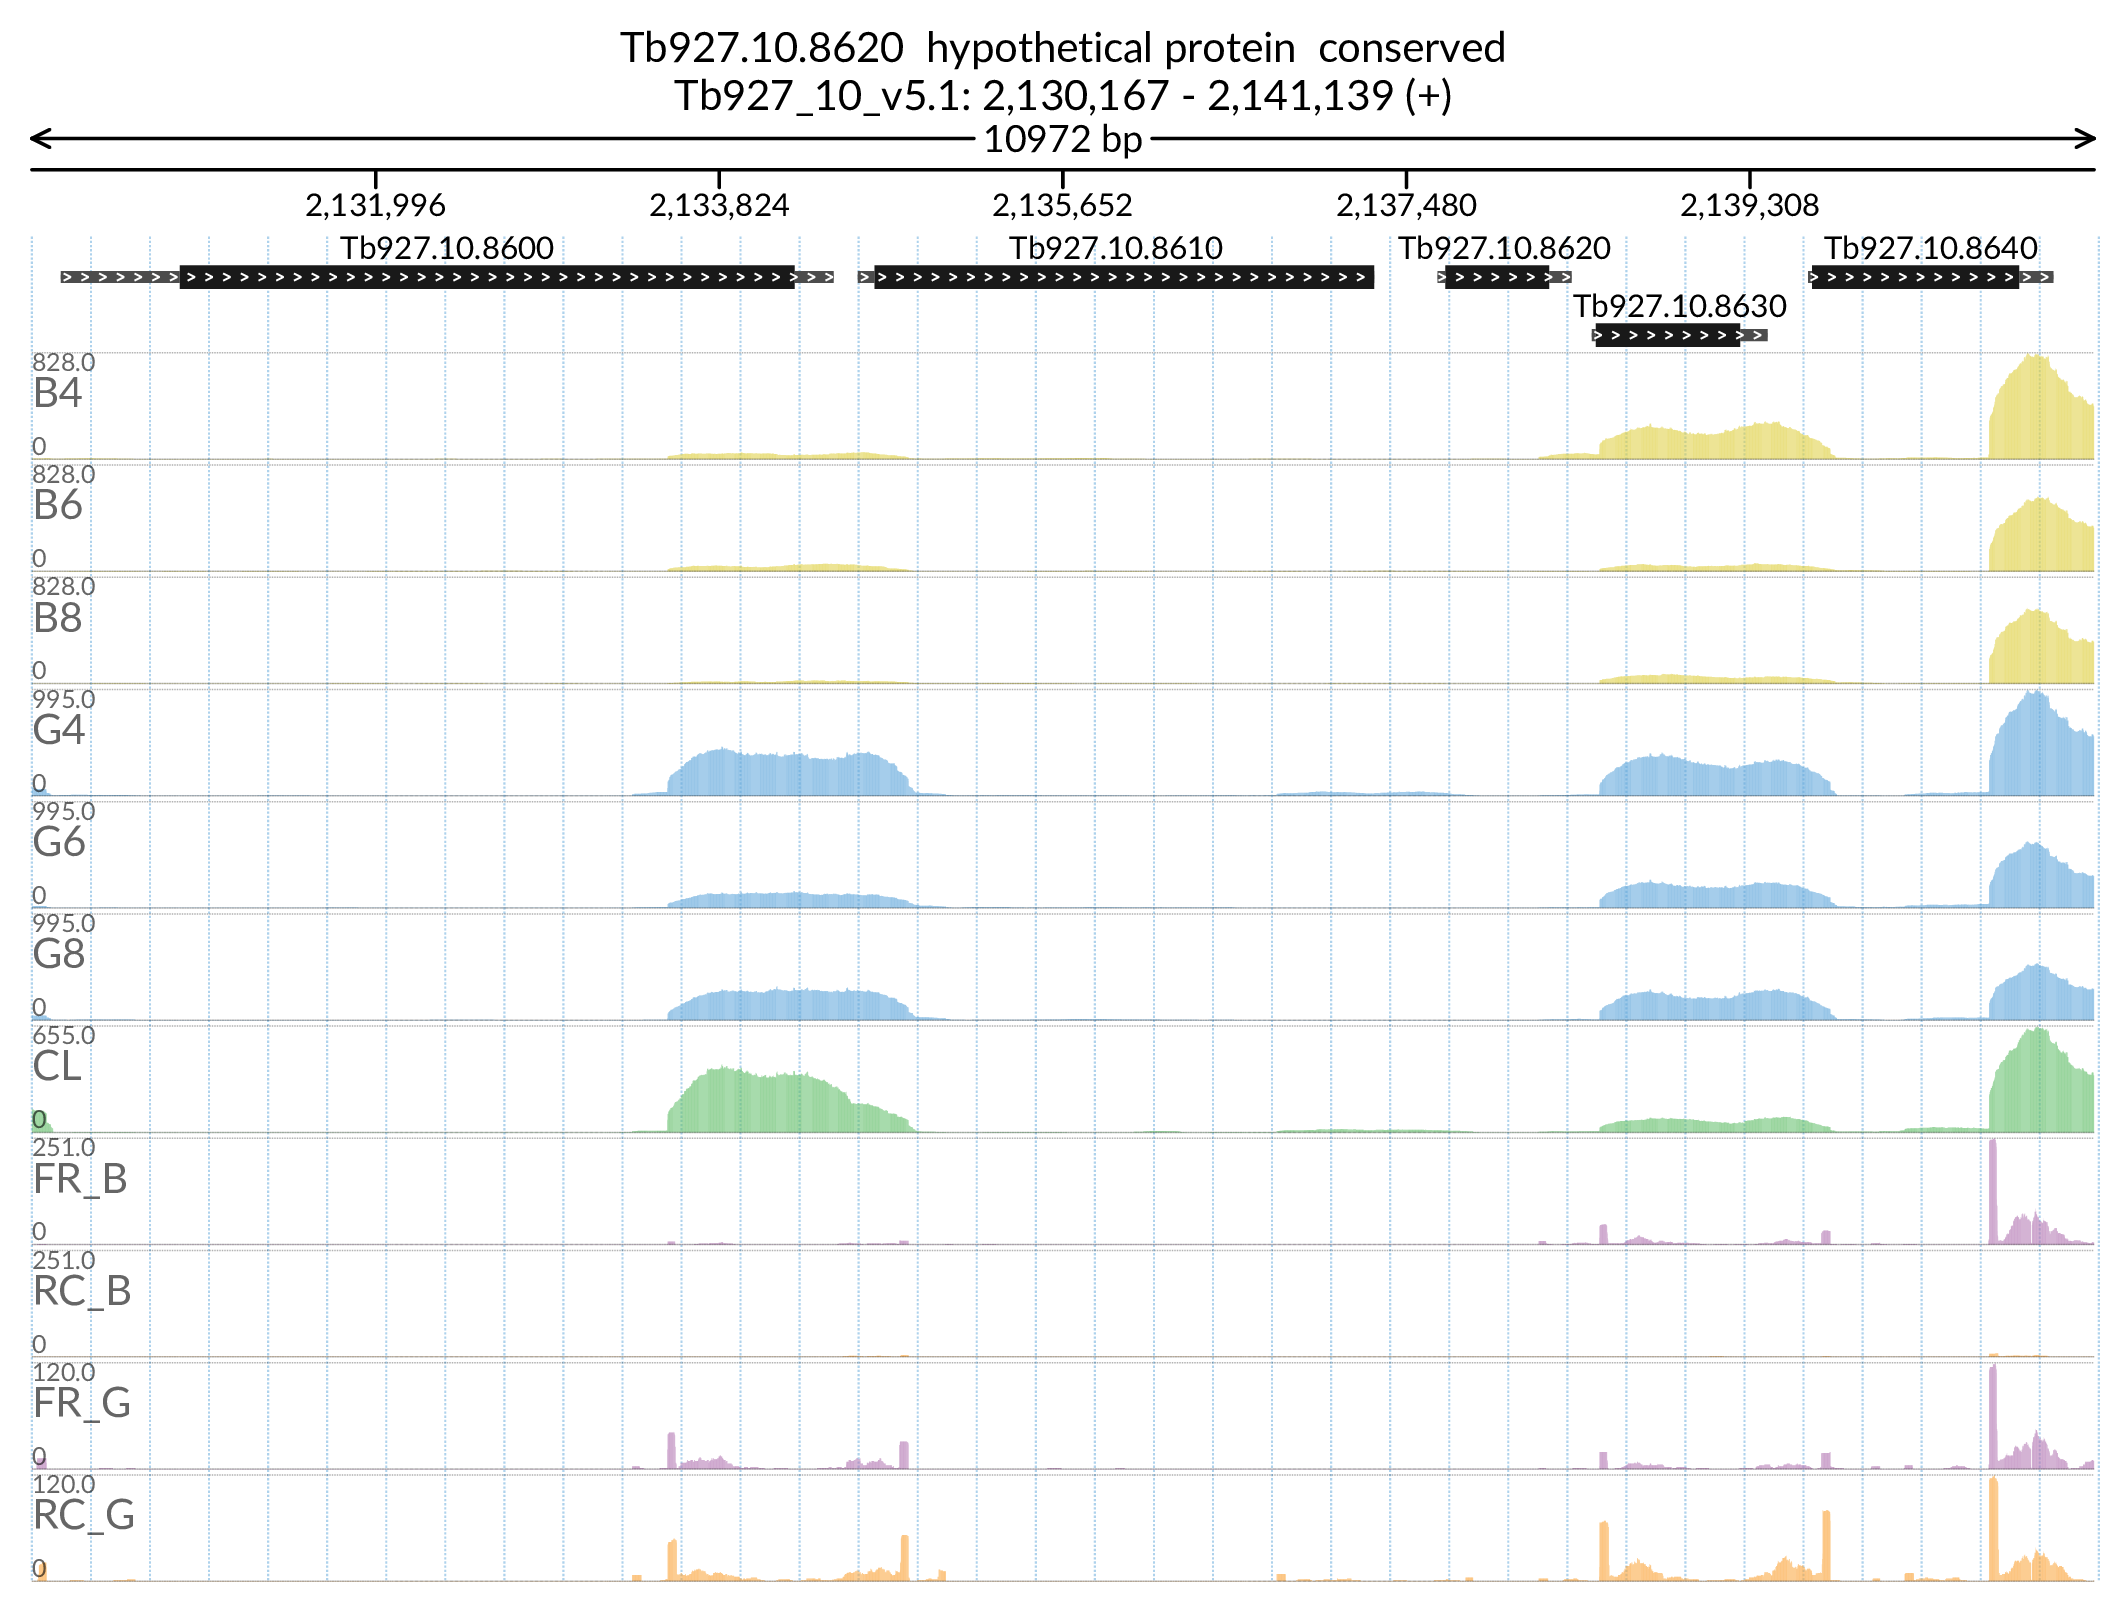 Tb927.10.8620  hypothetical protein  conserved
Tb927_10_v5.1: 2,130,167 - 2,141,139 (+)
10972 bp
2,131,996 2,133,824 2,135,652 2,137,480 2,139,308
Tb927.10.8600 Tb927.10.8610 Tb927.10.8620 Tb927.10.8640
Tb927.10.8630
828.0
B4
0
828.0
B6
0
828.0
B8
0
995.0
G4
0
995.0
G6
0
995.0
G8
0
655.0
CL
0
251.0
FR_B
0
251.0
RC_B
0
120.0
FR_G
0
120.0
RC_G
0